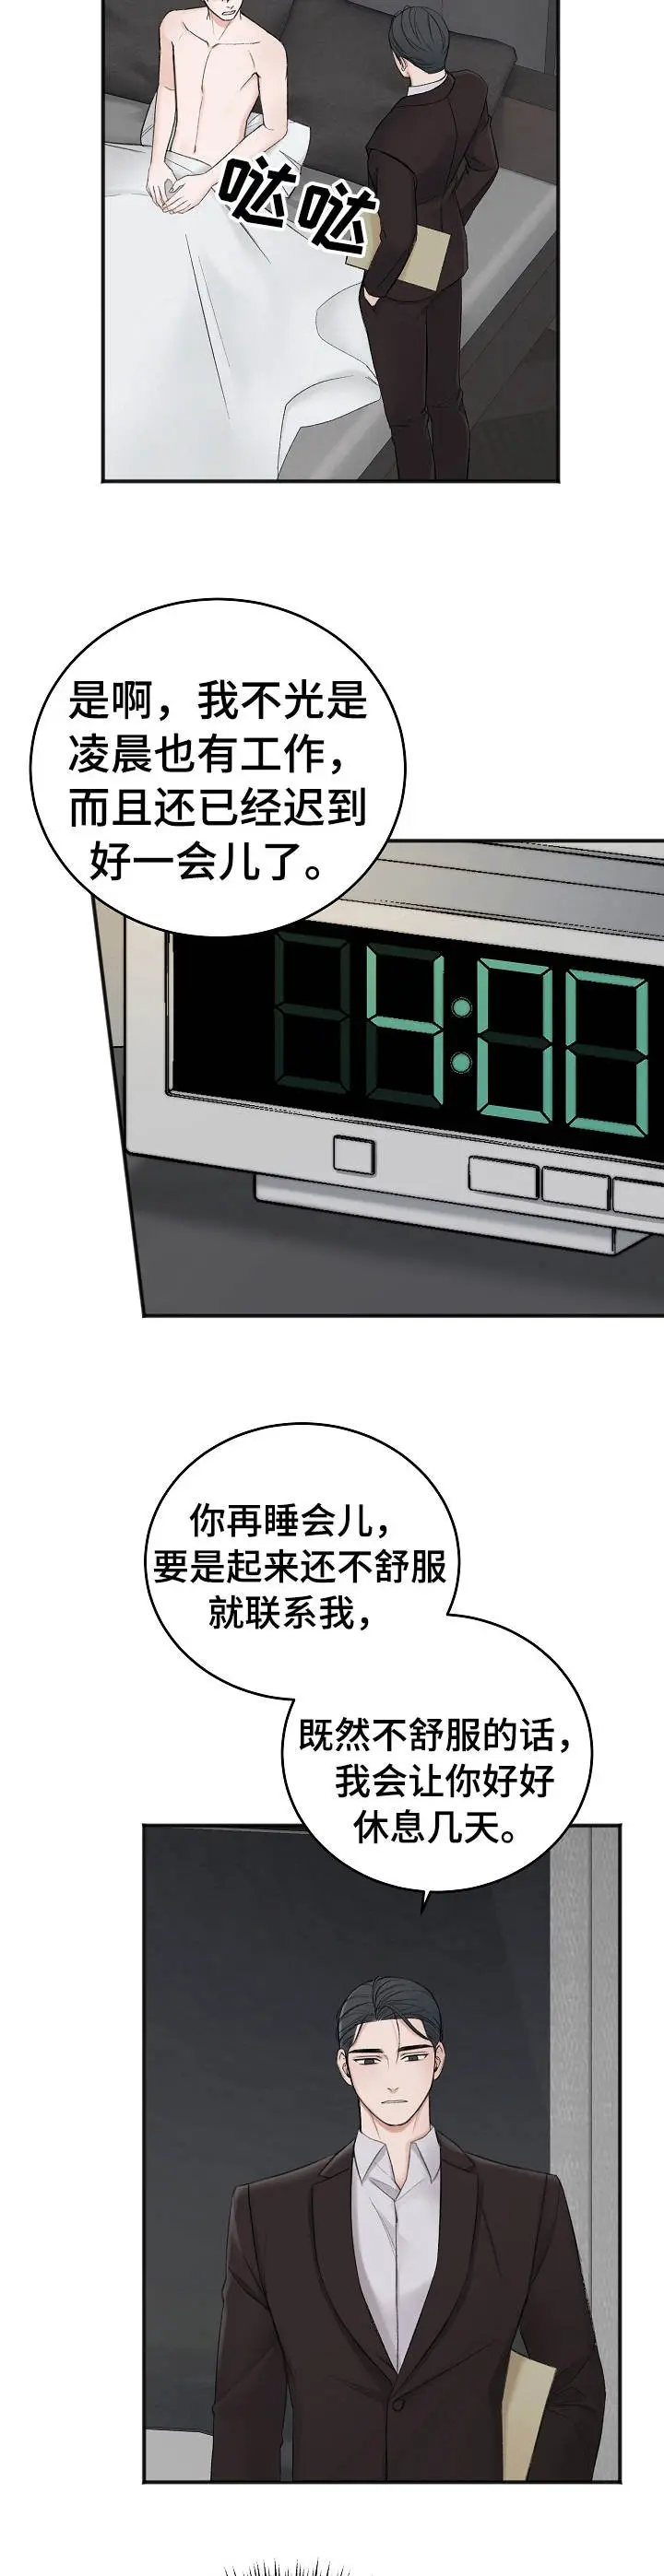 哒哒
是啊，我不光是
凌晨也有工作，
而且还已经迟到
好一会儿了。
4:00
你再睡会儿，
要是起来还不舒服
就联系我，
既然不舒服的话，
我会让你好好
休息几天。